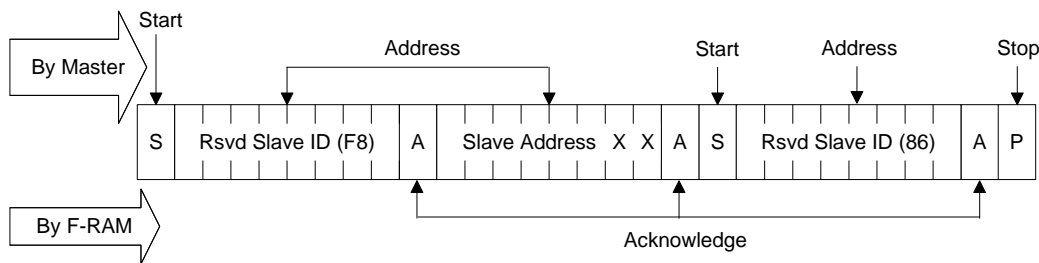 Start
By Master
Address
Start
Address
Stop
S
Rsvd Slave ID (F8)
A
Slave Address X X
A
S
Rsvd Slave ID (86)
A
P
By F-RAM
Acknowledge